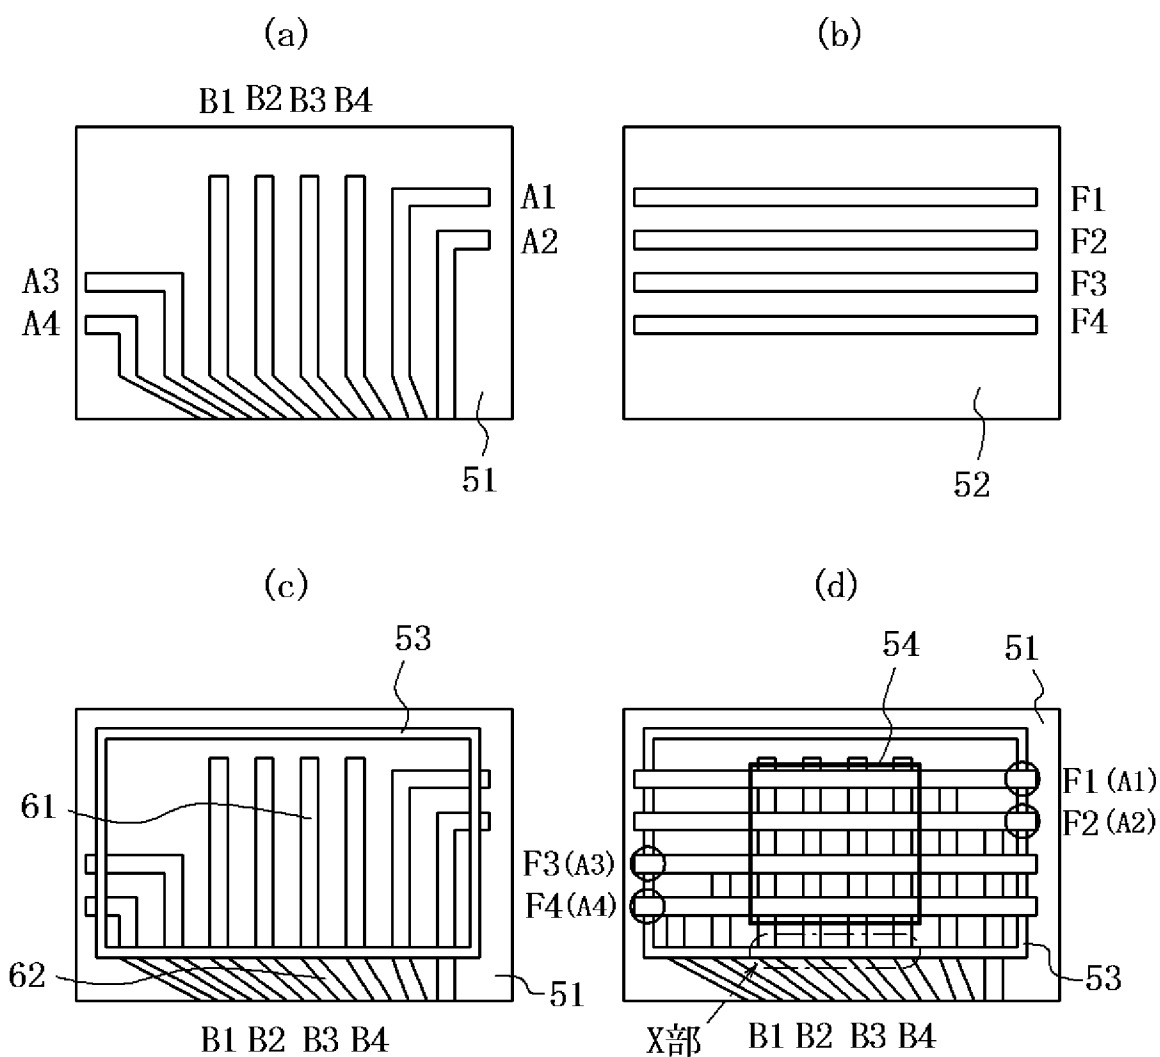 (a)
(b)
B1 B2 B3 B4
A1
A2
A3
A4
F1
F2
F3
F4
51
52
(c)
(d)
53
54
51
61
F1(A1)
F2(A2)
F3(A3)
F4(A4)
62
51
53
B1 B2 B3 B4
X部
B1 B2 B3 B4